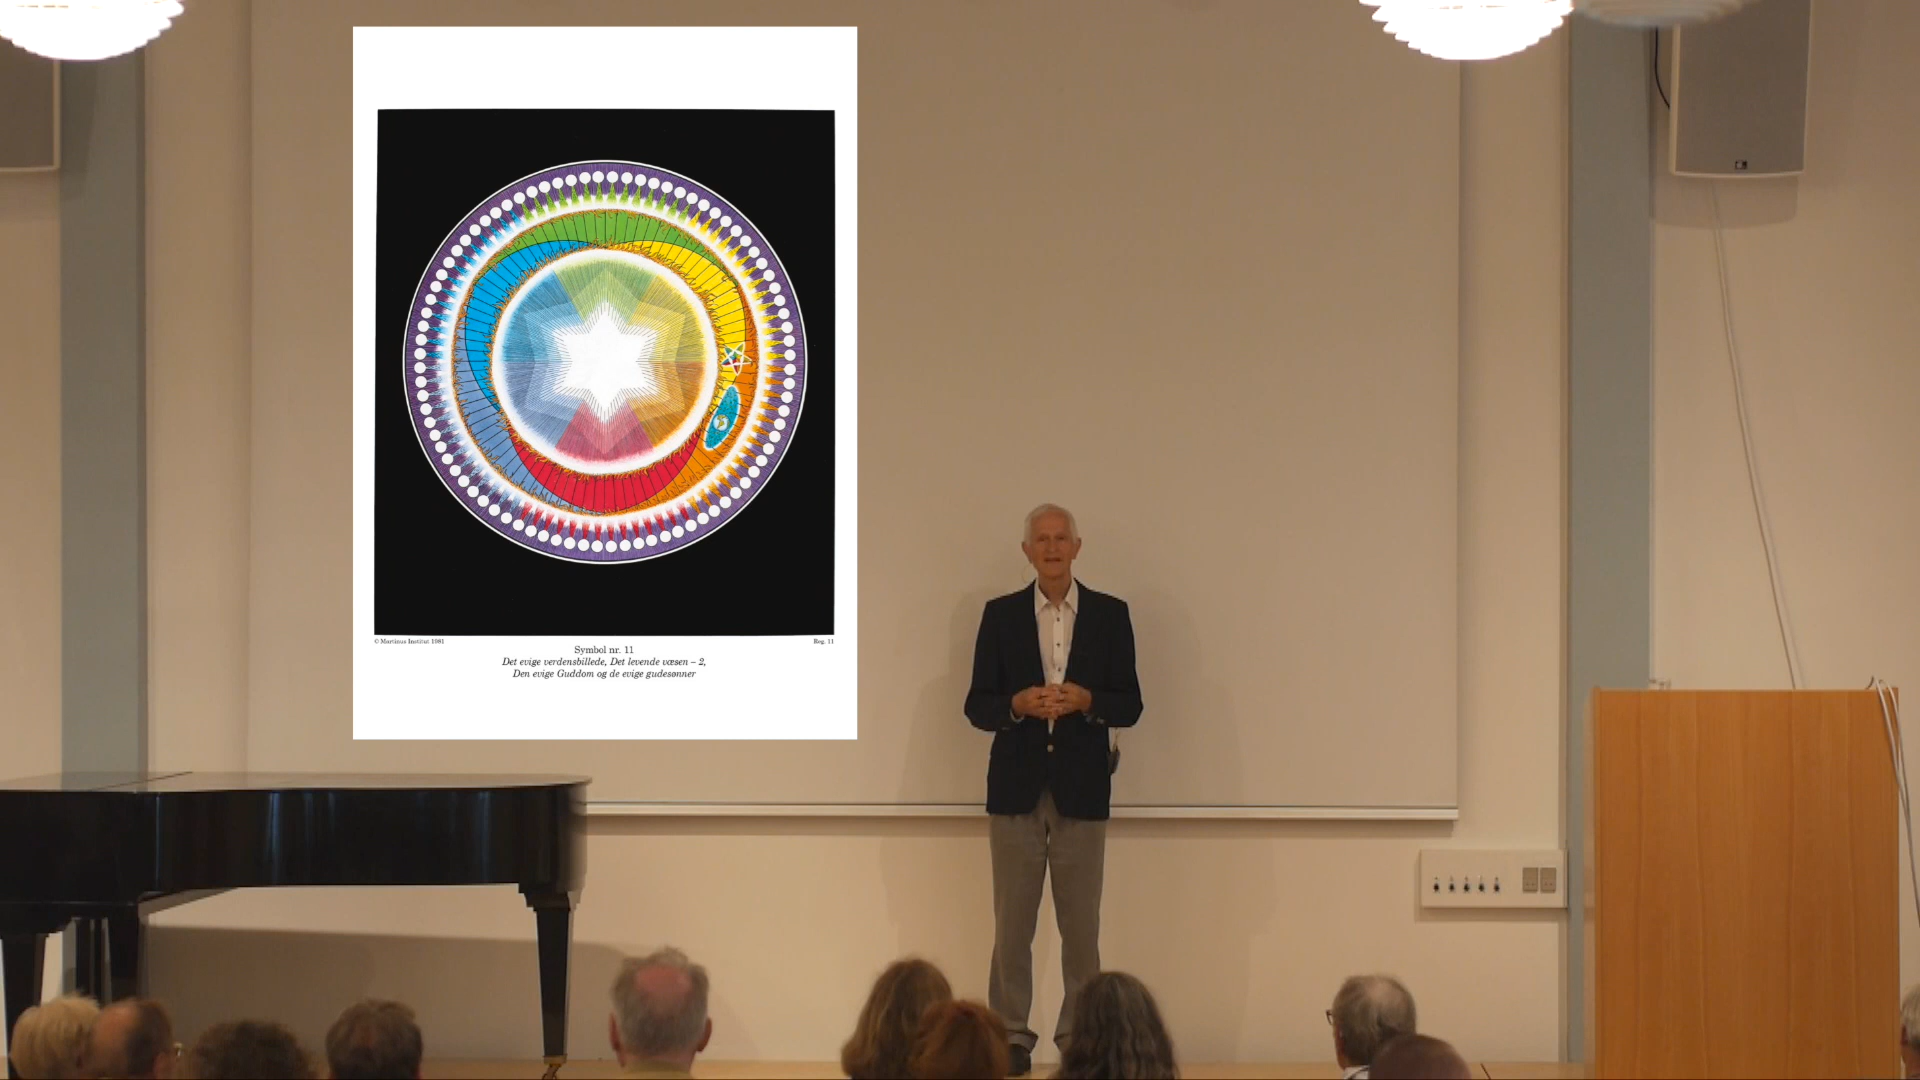 © Martinus Institut 1981
Reg. 11
Symbol nr. 11
Det evige verdensbillede, Det levende væsen – 2,
Den evige Guddom og de evige gudesønner